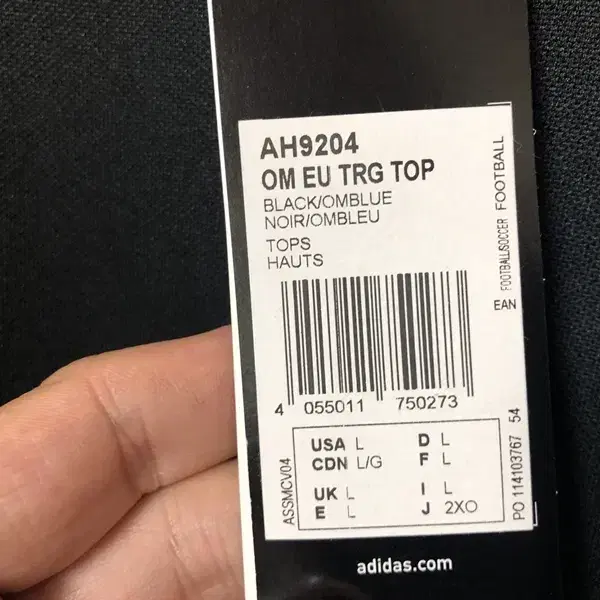 AH9204
OM EU TRG TOP
BLACK/OMBLUE
NOIR/OMBLEU
TOPS
HAUTS
FOOTBALL/SOCCER FOOTBALL
EAN
4 055011 750273
ASSMCV04
USA L D L
CDN L/G F L
UK L I L
E L J 2XO
PO 114103767 54
adidas.com